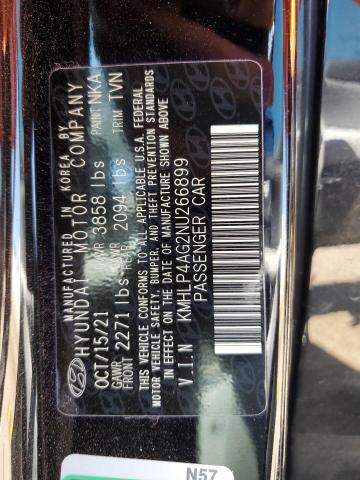 MANUFACTURED BY IN KOREA BY
HYUNDAI MOTOR COMPANY
OCT/15/21 GVWR 3858 lbs PAINT NKA
GAWR FRONT 2271 lbs REAR 2094 lbs TRIM TVN
THIS VEHICLE CONFORMS TO ALL APPLICABLE U.S.A. FEDERAL
MOTOR VEHICLE SAFETY, BUMPER, AND THEFT PREVENTION STANDARDS
IN EFFECT ON THE DATE OF MANUFACTURE SHOWN ABOVE.
V.I.N KMHLP4AG2NU266899
PASSENGER CAR
N57